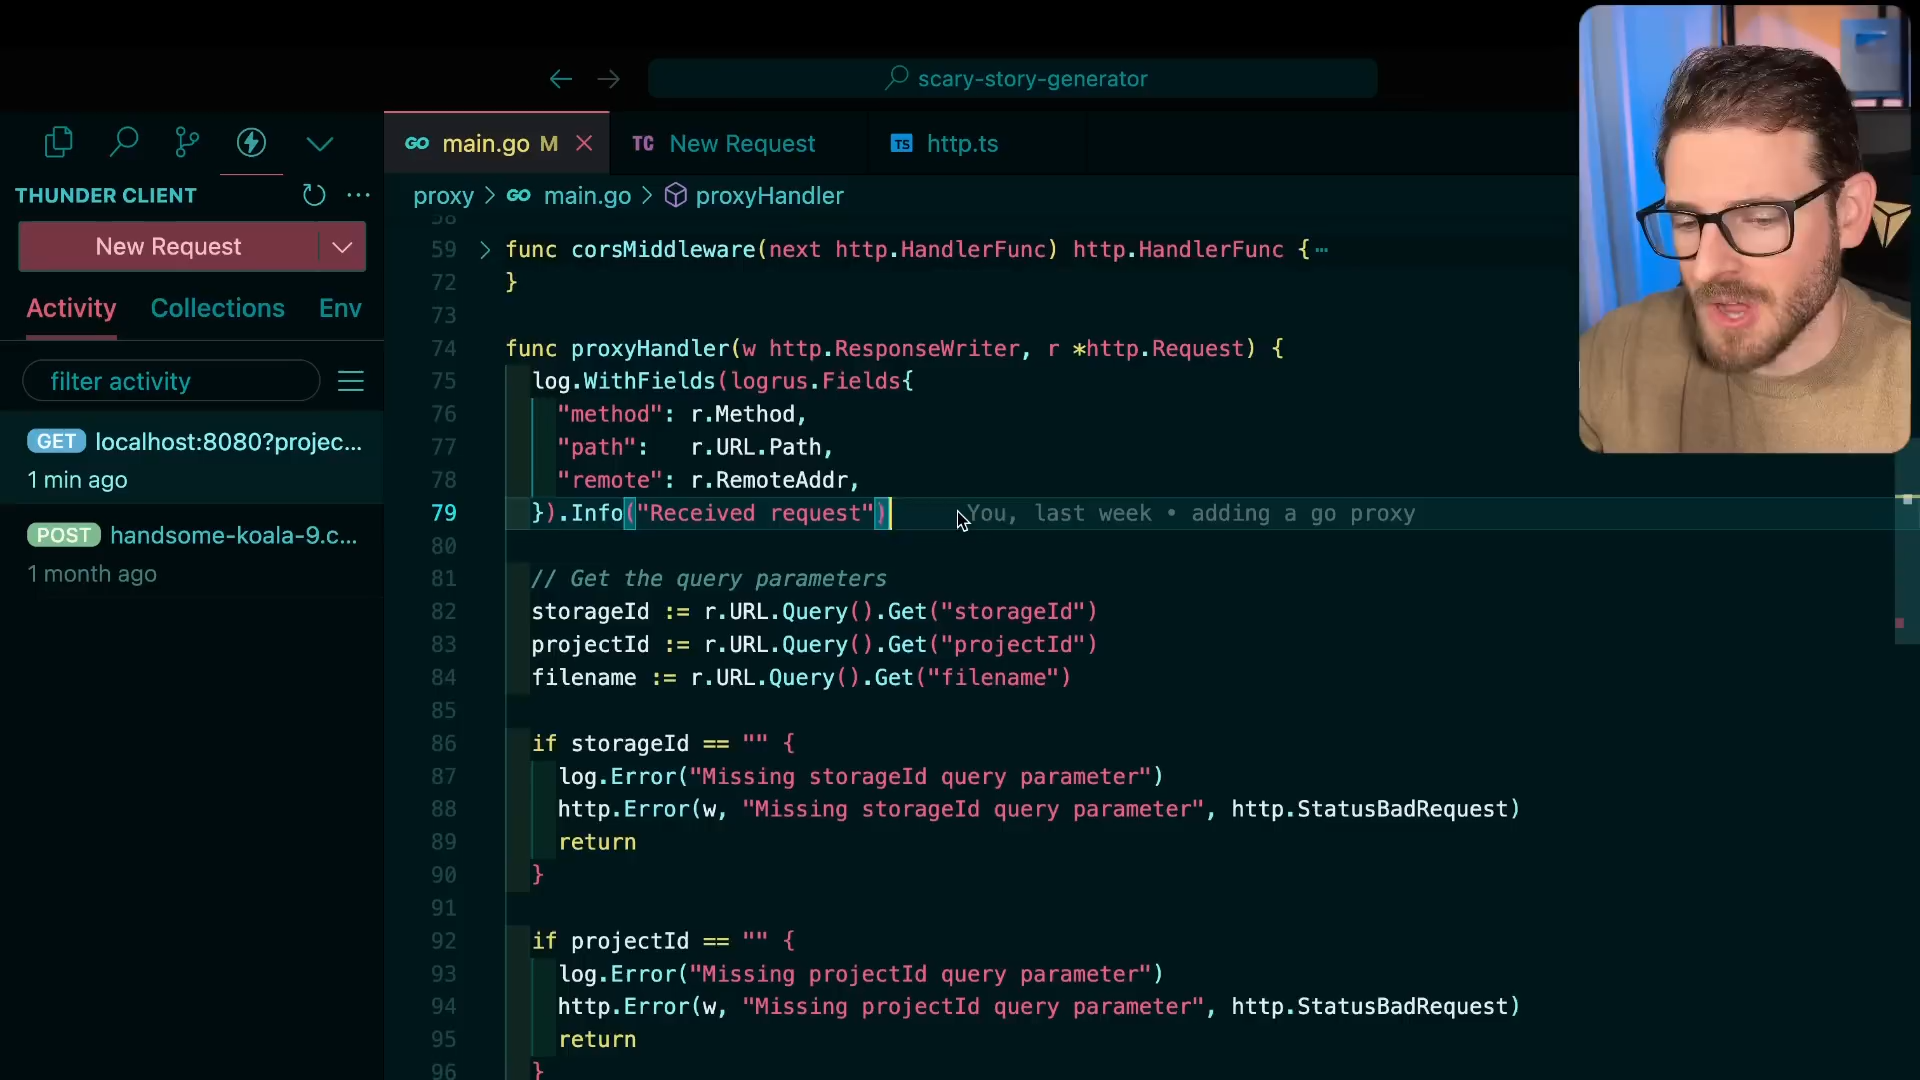 scary-story-generator
GO main.go M
TC New Request
TS http.ts
THUNDER CLIENT
proxy > GO main.go > proxyHandler
New Request
Activity Collections Env
filter activity
GET localhost:8080?projec...
1 min ago
POST handsome-koala-9.c...
1 month ago
58
59 func corsMiddleware(next http.HandlerFunc) http.HandlerFunc {⋯
72 }
73
74 func proxyHandler(w http.ResponseWriter, r *http.Request) {
75 log.WithFields(logrus.Fields{
76 "method": r.Method,
77 "path":   r.URL.Path,
78 "remote": r.RemoteAddr,
79 }).Info("Received request") You, last week • adding a go proxy
80
81 // Get the query parameters
82 storageId := r.URL.Query().Get("storageId")
83 projectId := r.URL.Query().Get("projectId")
84 filename := r.URL.Query().Get("filename")
85
86 if storageId == "" {
87 log.Error("Missing storageId query parameter")
88 http.Error(w, "Missing storageId query parameter", http.StatusBadRequest)
89 return
90 }
91
92 if projectId == "" {
93 log.Error("Missing projectId query parameter")
94 http.Error(w, "Missing projectId query parameter", http.StatusBadRequest)
95 return
96 }